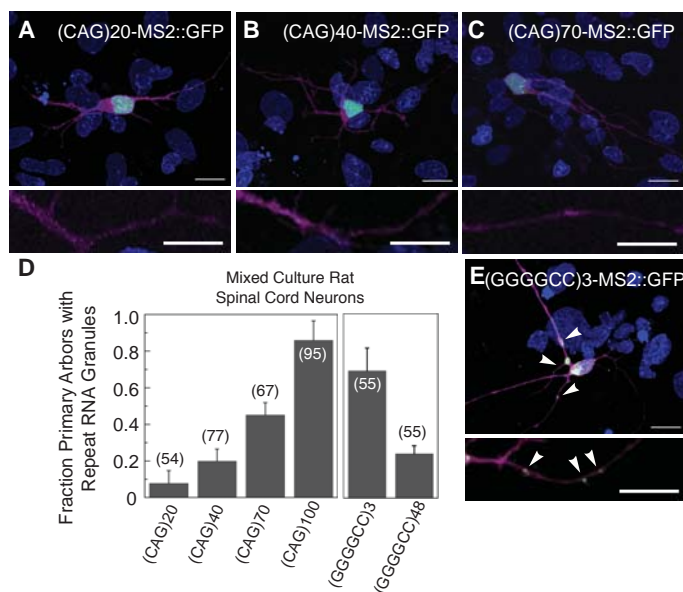 A (CAG)20-MS2::GFP
B (CAG)40-MS2::GFP
C (CAG)70-MS2::GFP
D
Mixed Culture Rat
Spinal Cord Neurons
Fraction Primary Arbors with
Repeat RNA Granules
1.0
0.8
0.6
0.4
0.2
0
(54)
(77)
(67)
(95)
(55)
(55)
(CAG)20
(CAG)40
(CAG)70
(CAG)100
(GGGGCC)3
(GGGGCC)48
E (GGGGCC)3-MS2::GFP